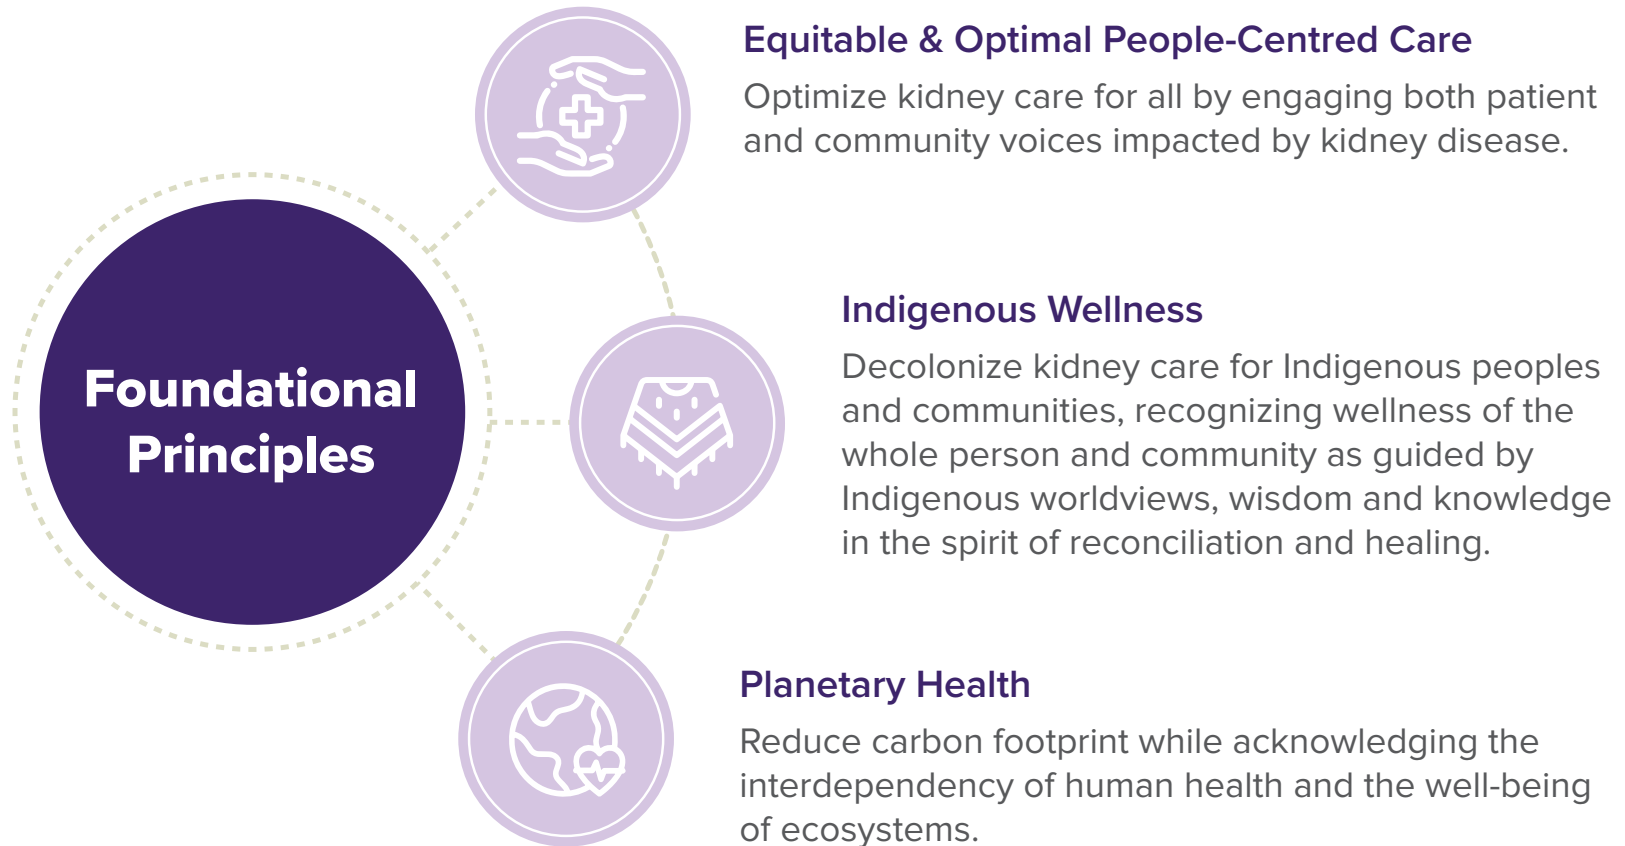 Foundational
Principles
Equitable & Optimal People-Centred Care
Optimize kidney care for all by engaging both patient
and community voices impacted by kidney disease.
Indigenous Wellness
Decolonize kidney care for Indigenous peoples
and communities, recognizing wellness of the
whole person and community as guided by
Indigenous worldviews, wisdom and knowledge
in the spirit of reconciliation and healing.
Planetary Health
Reduce carbon footprint while acknowledging the
interdependency of human health and the well-being
of ecosystems.